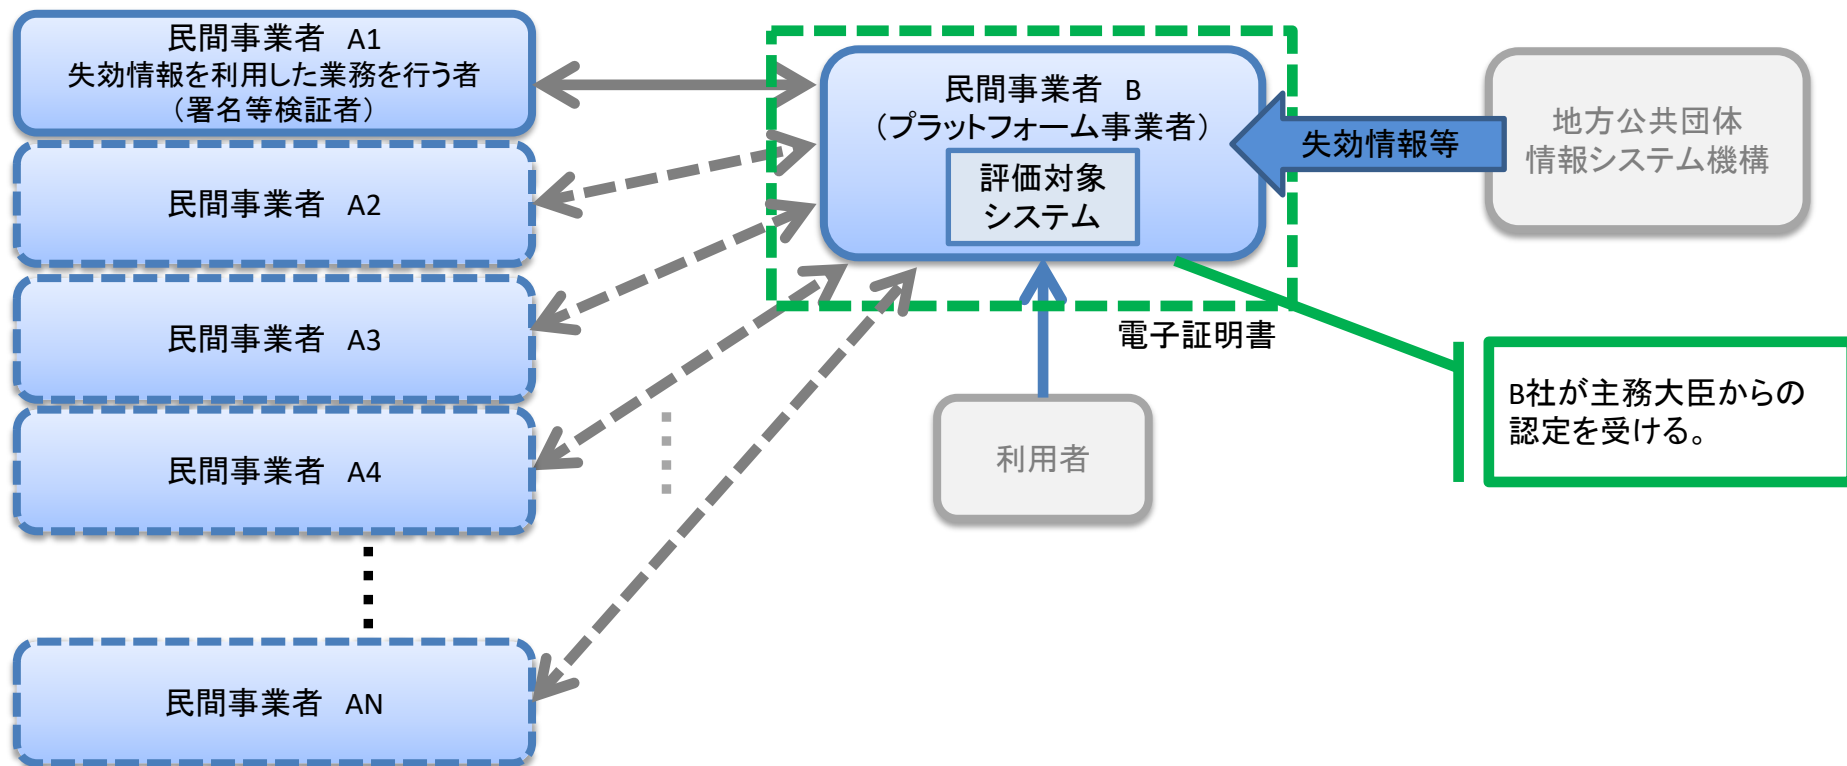 民間事業者 A1
失効情報を利用した業務を行う者
（署名等検証者）
民間事業者 A2
民間事業者 A3
民間事業者 A4
民間事業者 AN
民間事業者 B
（プラットフォーム事業者）
評価対象
システム
失効情報等
地方公共団体
情報システム機構
電子証明書
利用者
B社が主務大臣からの
認定を受ける。